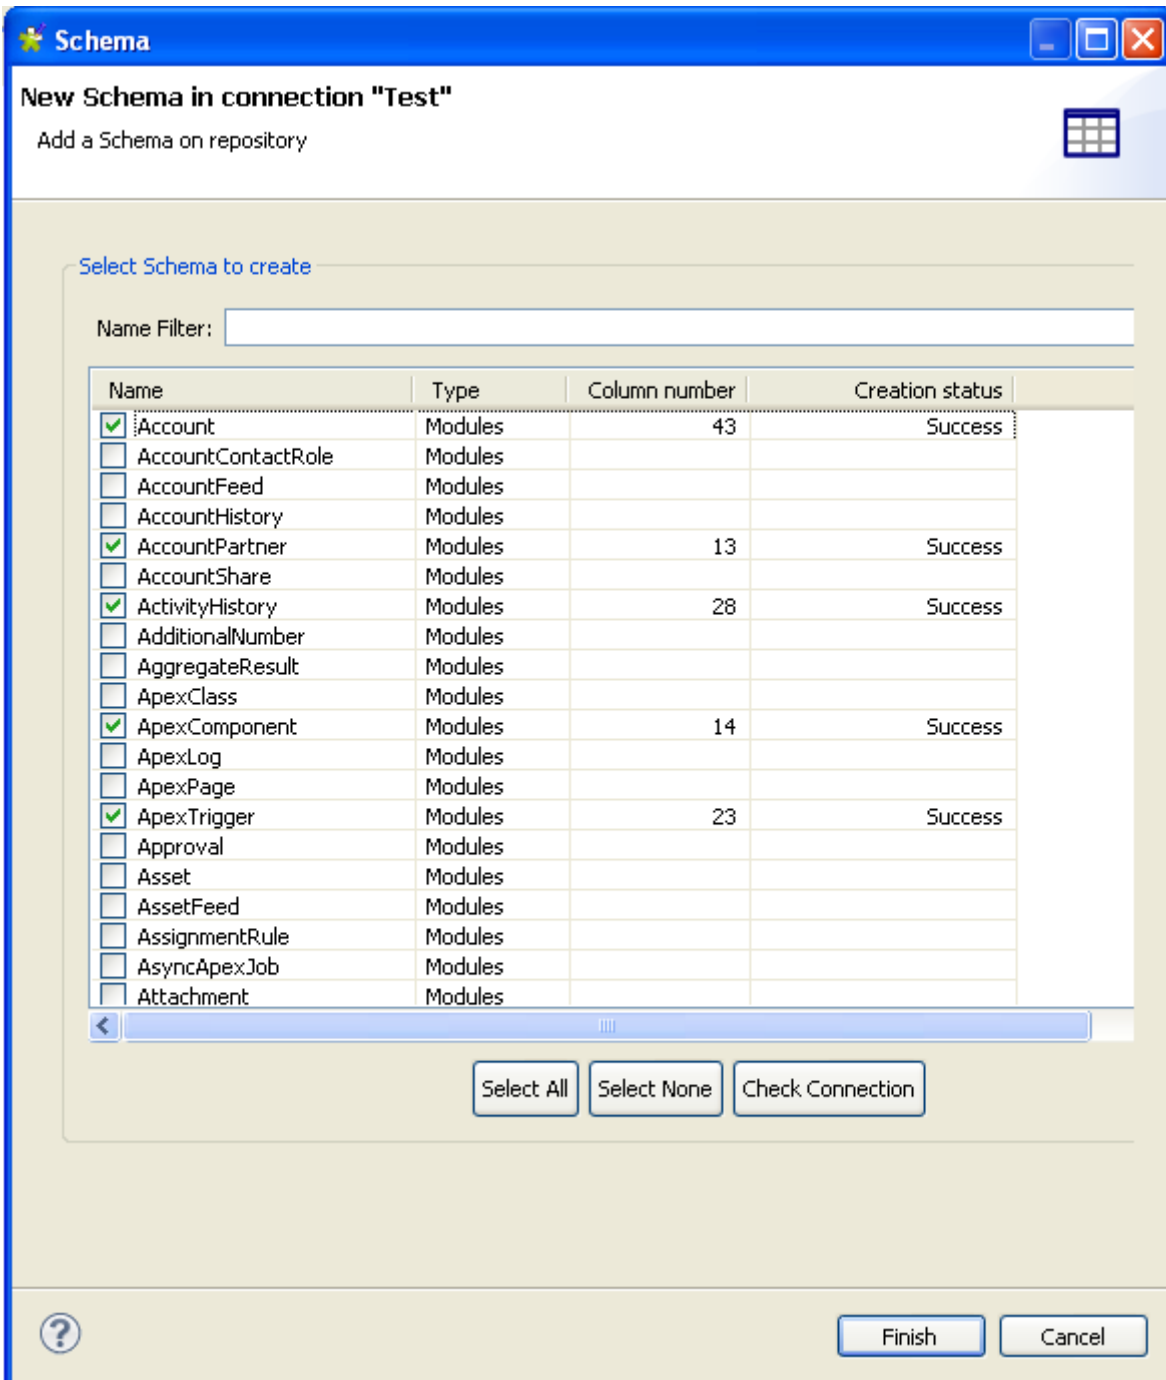 Schema
New Schema in connection "Test"
Add a Schema on repository
Select Schema to create
Name Filter:
Name Type Column number Creation status
Account Modules 43 Success
AccountContactRole Modules
AccountFeed Modules
AccountHistory Modules
AccountPartner Modules 13 Success
AccountShare Modules
ActivityHistory Modules 28 Success
AdditionalNumber Modules
AggregateResult Modules
ApexClass Modules
ApexComponent Modules 14 Success
ApexLog Modules
ApexPage Modules
ApexTrigger Modules 23 Success
Approval Modules
Asset Modules
AssetFeed Modules
AssignmentRule Modules
AsyncApexJob Modules
Attachment Modules
Select All Select None Check Connection
? Finish Cancel